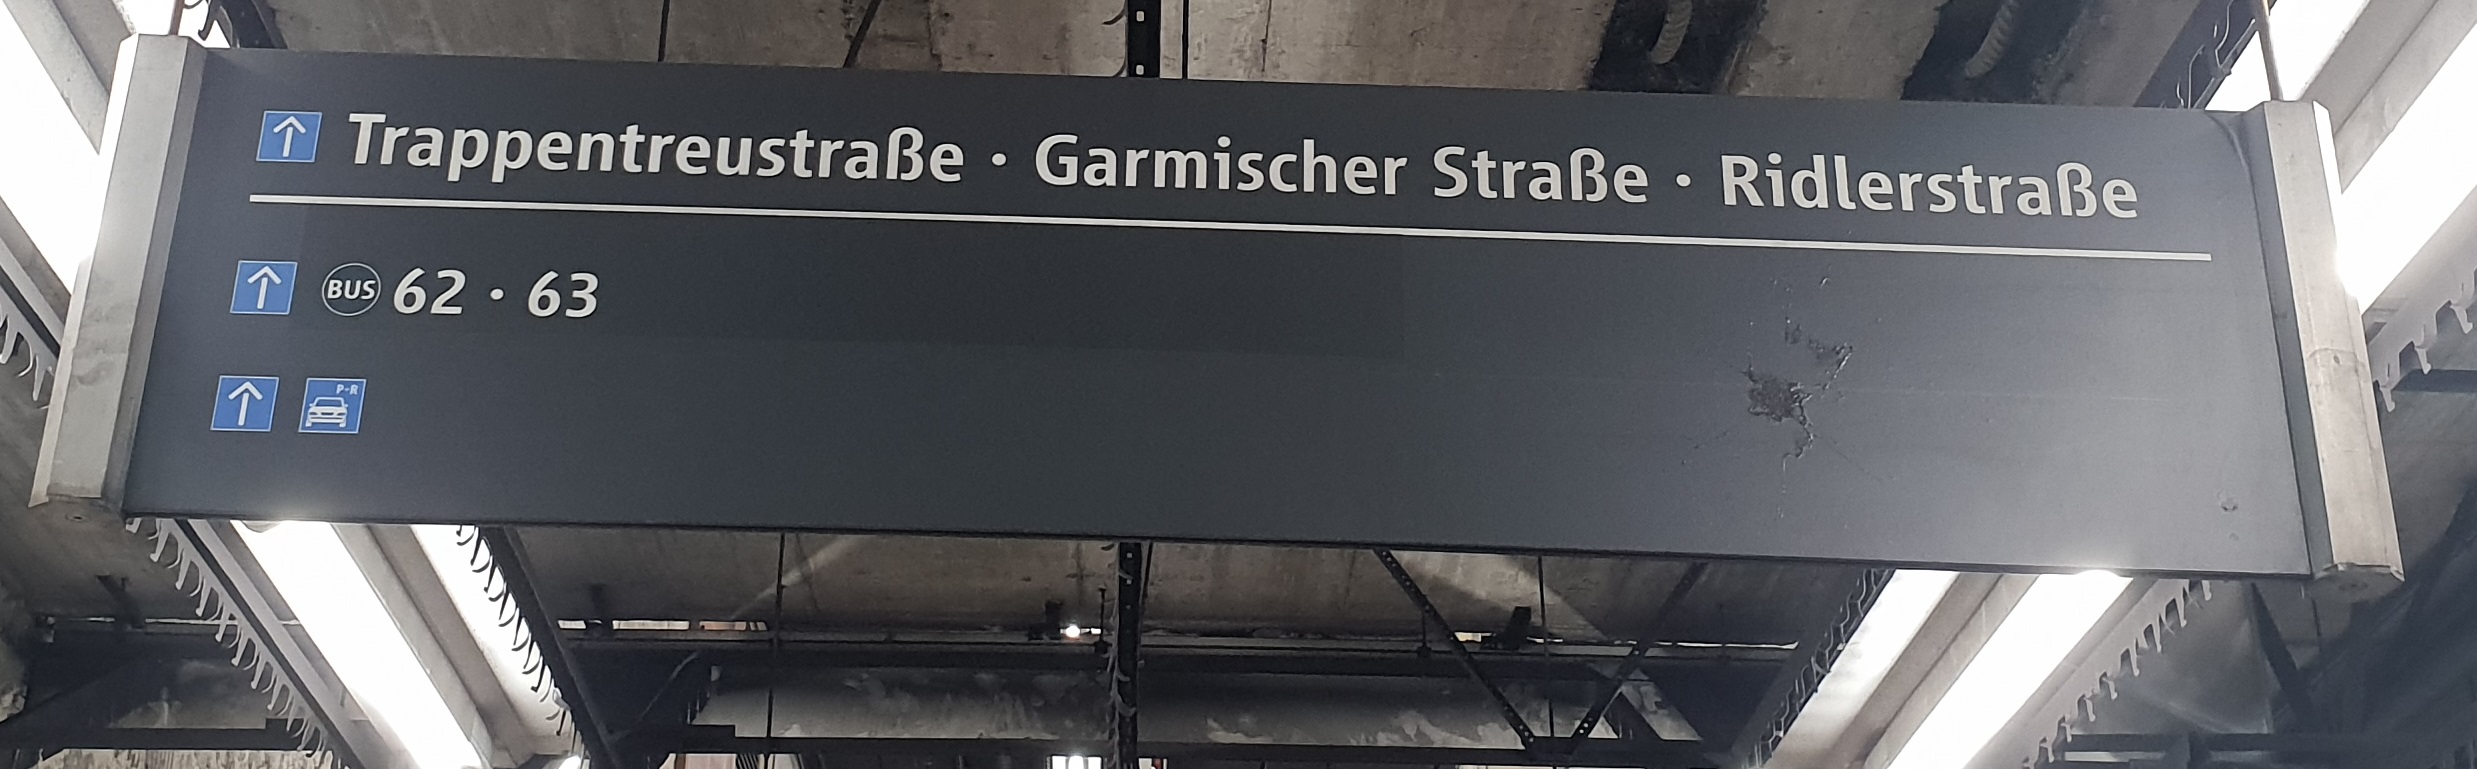 Trappentreustraße · Garmischer Straße · Ridlerstraße
BUS 62 · 63
P+R